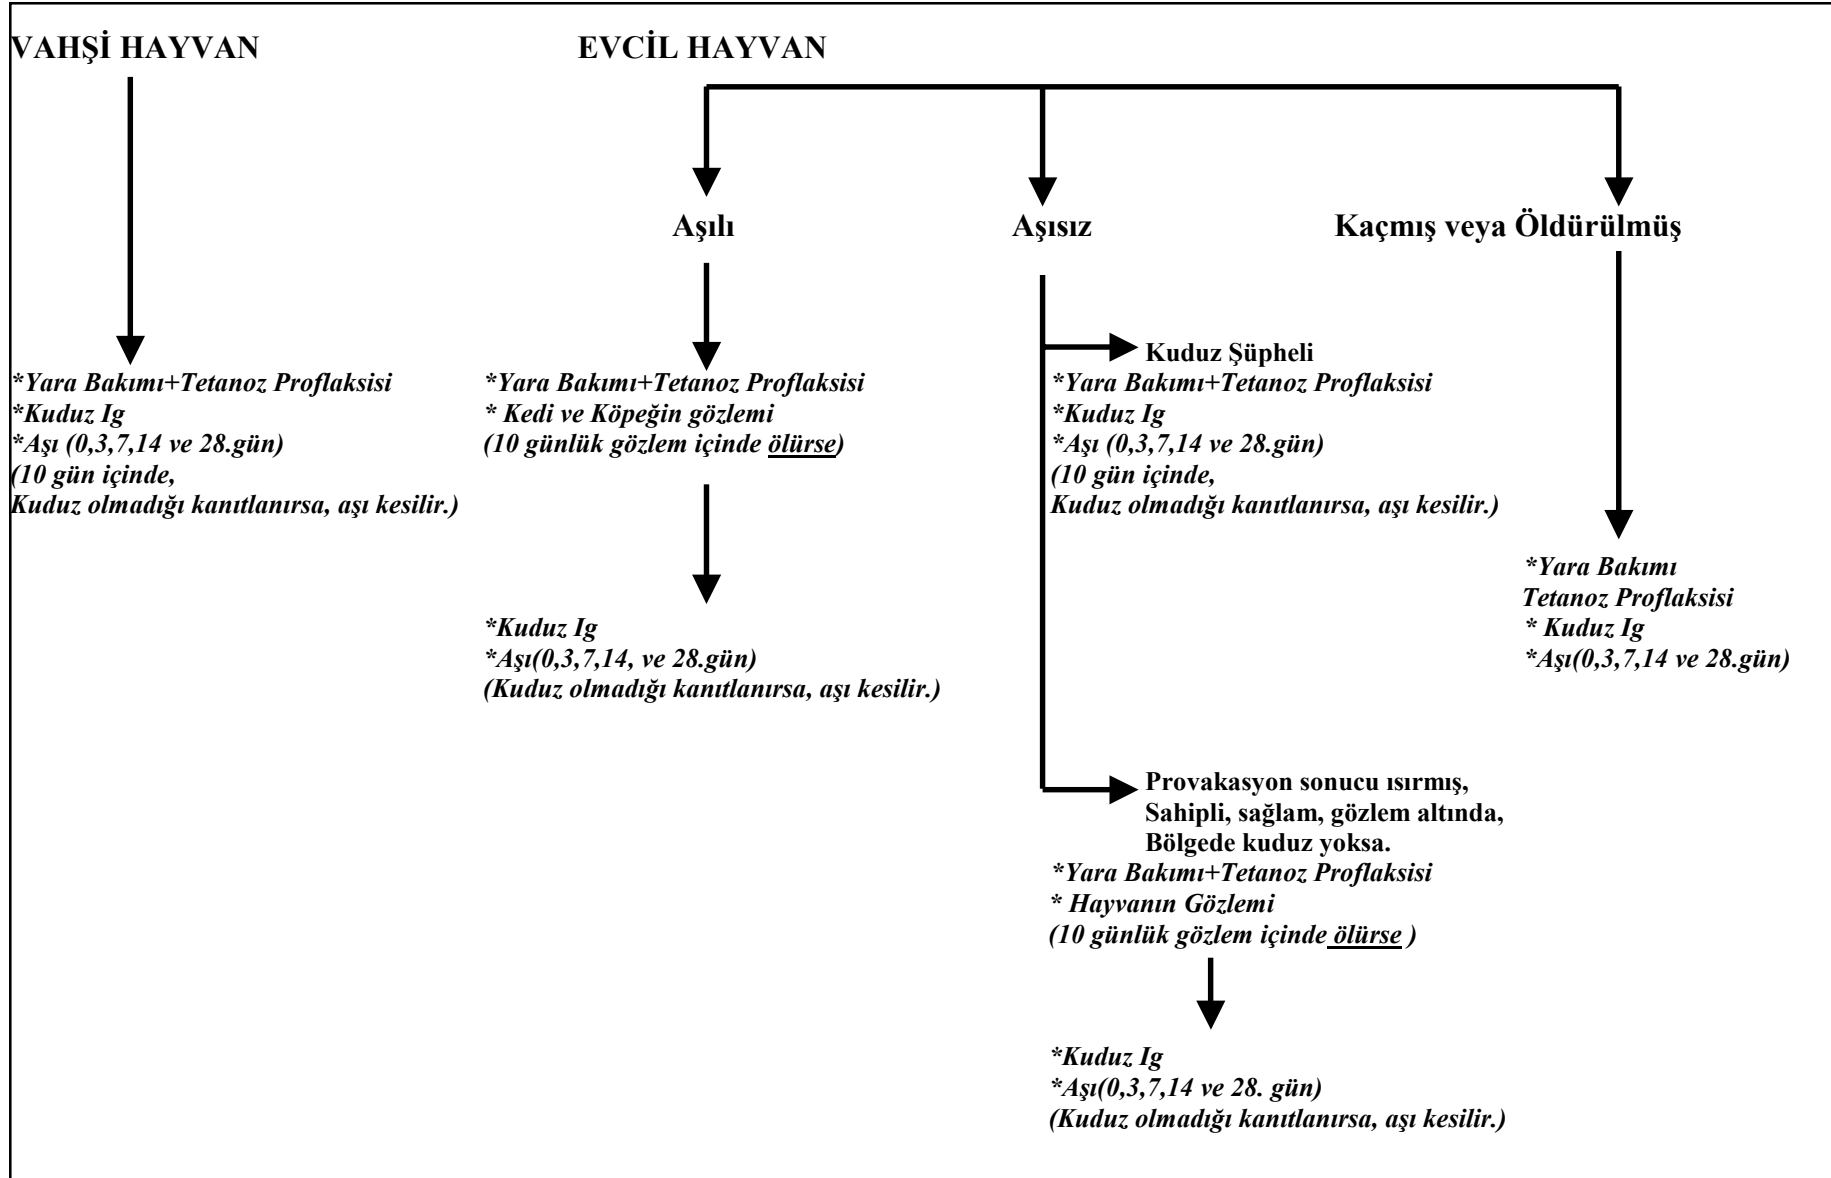 VAHŞİ HAYVAN
EVCİL HAYVAN
Aşılı
Aşısız
Kaçmış veya Öldürülmüş
*Yara Bakımı+Tetanoz Proflaksisi
*Kuduz Ig
*Aşı (0,3,7,14 ve 28.gün)
(10 gün içinde,
Kuduz olmadığı kanıtlanırsa, aşı kesilir.)
*Yara Bakımı+Tetanoz Proflaksisi
* Kedi ve Köpeğin gözlemi
(10 günlük gözlem içinde ölürse)
*Kuduz Ig
*Aşı(0,3,7,14, ve 28.gün)
(Kuduz olmadığı kanıtlanırsa, aşı kesilir.)
Kuduz Şüpheli
*Yara Bakımı+Tetanoz Proflaksisi
*Kuduz Ig
*Aşı (0,3,7,14 ve 28.gün)
(10 gün içinde,
Kuduz olmadığı kanıtlanırsa, aşı kesilir.)
Provakasyon sonucu ısırmış,
Sahipli, sağlam, gözlem altında,
Bölgede kuduz yoksa.
*Yara Bakımı+Tetanoz Proflaksisi
* Hayvanın Gözlemi
(10 günlük gözlem içinde ölürse )
*Kuduz Ig
*Aşı(0,3,7,14 ve 28. gün)
(Kuduz olmadığı kanıtlanırsa, aşı kesilir.)
*Yara Bakımı
Tetanoz Proflaksisi
* Kuduz Ig
*Aşı(0,3,7,14 ve 28.gün)